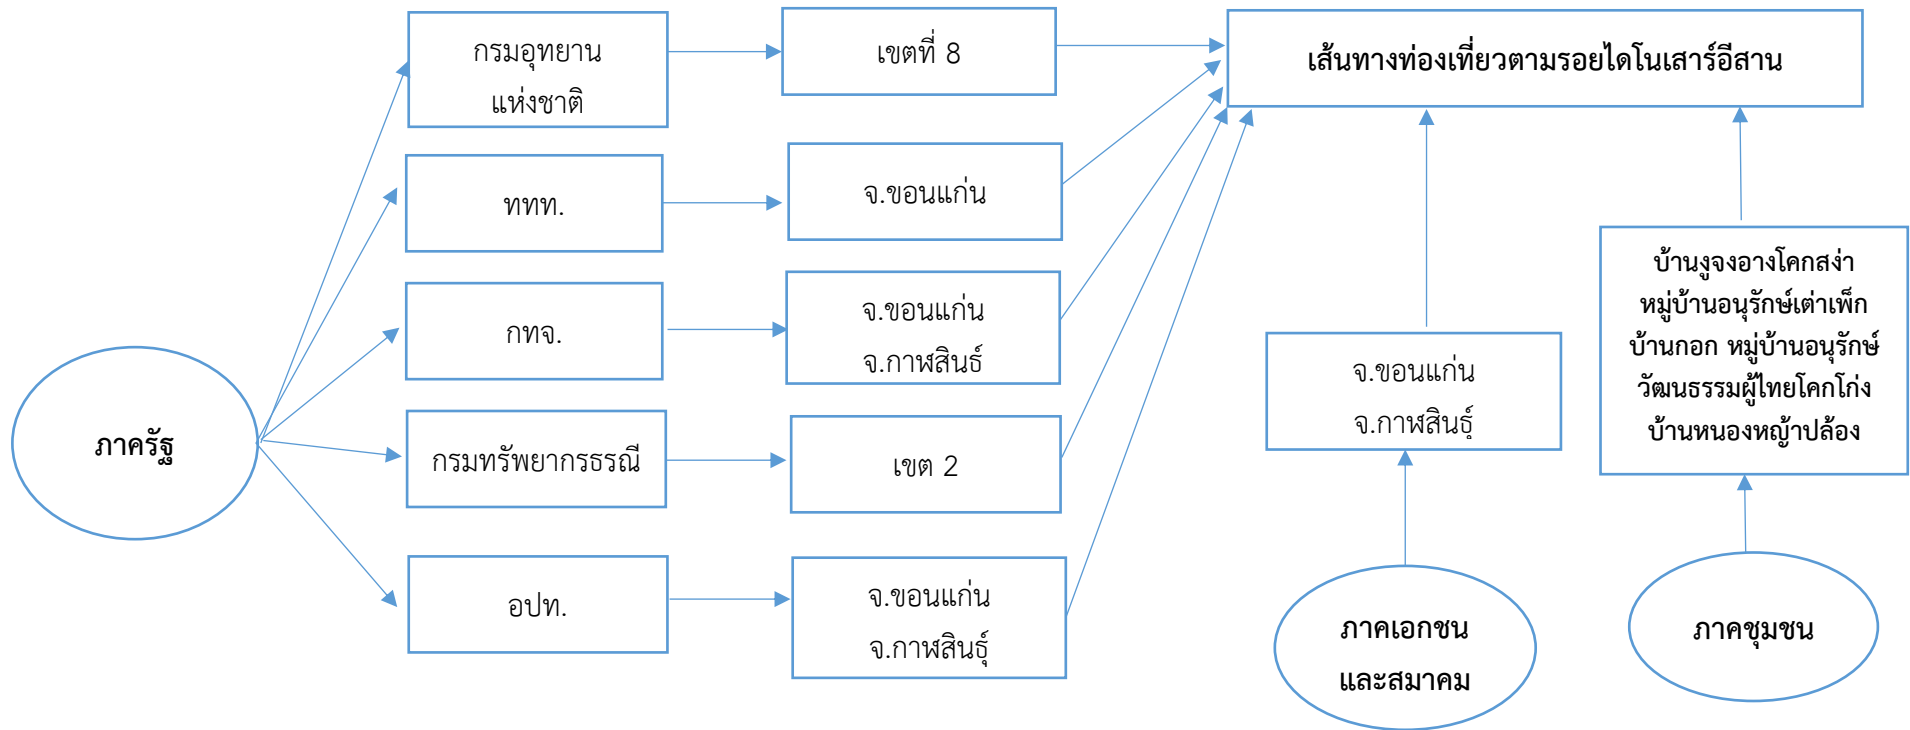 กรมอุทยาน
แห่งชาติ
เขตที่ 8
เส้นทางท่องเที่ยวตามรอยไดโนเสาร์อีสาน
ททท.
จ.ขอนแก่น
กทจ.
จ.ขอนแก่น
จ.กาฬสินธ์
ภาครัฐ
กรมทรัพยากรธรณี
เขต 2
อปท.
จ.ขอนแก่น
จ.กาฬสินธุ์
จ.ขอนแก่น
จ.กาฬสินธุ์
ภาคเอกชน
และสมาคม
บ้านงูจงอางโคกสง่า
หมู่บ้านอนุรักษ์เต่าเพ็ก
บ้านกอก หมู่บ้านอนุรักษ์
วัฒนธรรมผู้ไทยโคกโก่ง
บ้านหนองหญ้าปล้อง
ภาคชุมชน